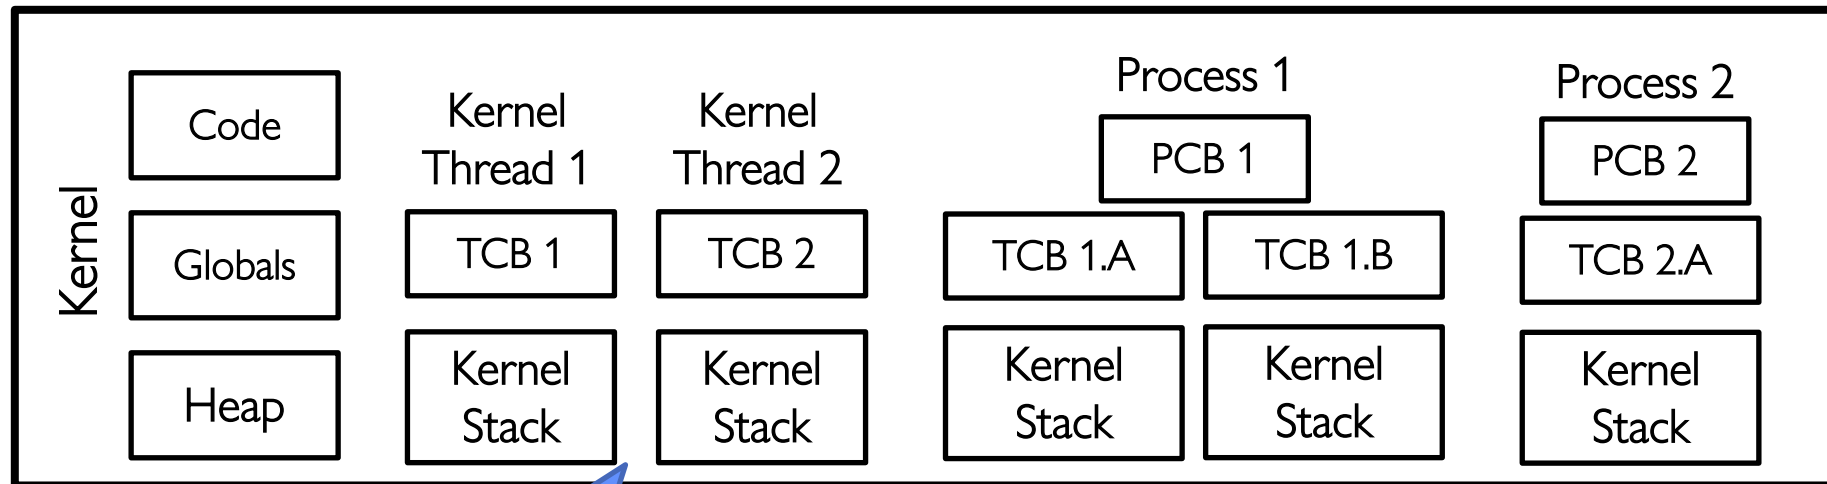 Kernel
Code
Globals
Heap
Kernel
Thread 1
TCB 1
Kernel
Stack
Kernel
Thread 2
TCB 2
Kernel
Stack
Process 1
PCB 1
TCB 1.A
TCB 1.B
Kernel
Stack
Kernel
Stack
Process 2
PCB 2
TCB 2.A
Kernel
Stack